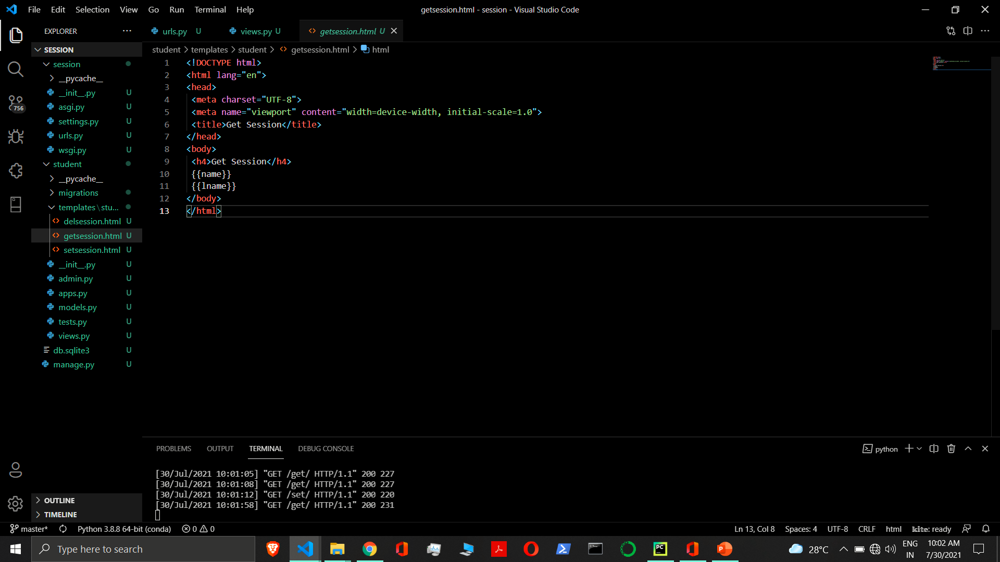 File Edit Selection View Go Run Terminal Help
getsession.html - session - Visual Studio Code
EXPLORER
urls.py U
views.py U
getsession.html U
SESSION
session
__pycache__
__init__.py U
asgi.py U
settings.py U
urls.py U
wsgi.py U
student
__pycache__
migrations
templates\stu...
delsession.html U
getsession.html U
setsession.html U
__init__.py U
admin.py U
apps.py U
models.py U
tests.py U
views.py U
db.sqlite3 U
manage.py U
OUTLINE
TIMELINE
756
student > templates > student > getsession.html > html
1 <!DOCTYPE html>
2 <html lang="en">
3 <head>
4 <meta charset="UTF-8">
5 <meta name="viewport" content="width=device-width, initial-scale=1.0">
6 <title>Get Session</title>
7 </head>
8 <body>
9 <h4>Get Session</h4>
10 {{name}}
11 {{lname}}
12 </body>
13 </html>
PROBLEMS OUTPUT TERMINAL DEBUG CONSOLE
python
[30/Jul/2021 10:01:05] "GET /get/ HTTP/1.1" 200 227
[30/Jul/2021 10:01:08] "GET /get/ HTTP/1.1" 200 227
[30/Jul/2021 10:01:12] "GET /set/ HTTP/1.1" 200 220
[30/Jul/2021 10:01:58] "GET /get/ HTTP/1.1" 200 231
master* Python 3.8.8 64-bit (conda) 0 0
Ln 13, Col 8 Spaces: 4 UTF-8 CRLF html kite: ready
Type here to search
PC
P
28°C
ENG
IN
10:02 AM
7/30/2021